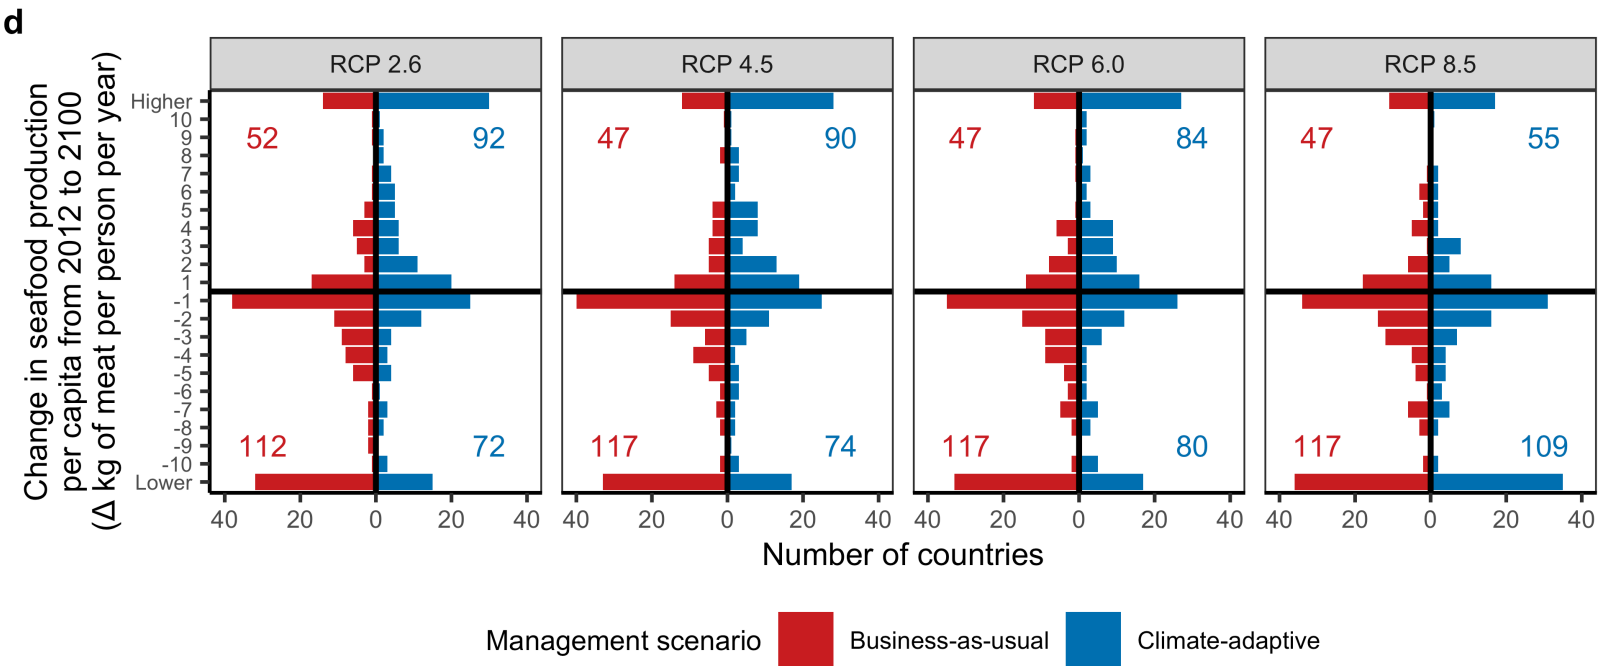 d
RCP 2.6
RCP 4.5
RCP 6.0
RCP 8.5
Change in seafood production
per capita from 2012 to 2100
(Δ kg of meat per person per year)
Higher
10
9
8
7
6
5
4
3
2
1
-1
-2
-3
-4
-5
-6
-7
-8
-9
-10
Lower
52 92
112 72
47 90
117 74
47 84
117 80
47 55
117 109
40 20 0 20 40
40 20 0 20 40
40 20 0 20 40
40 20 0 20 40
Number of countries
Management scenario Business-as-usual Climate-adaptive